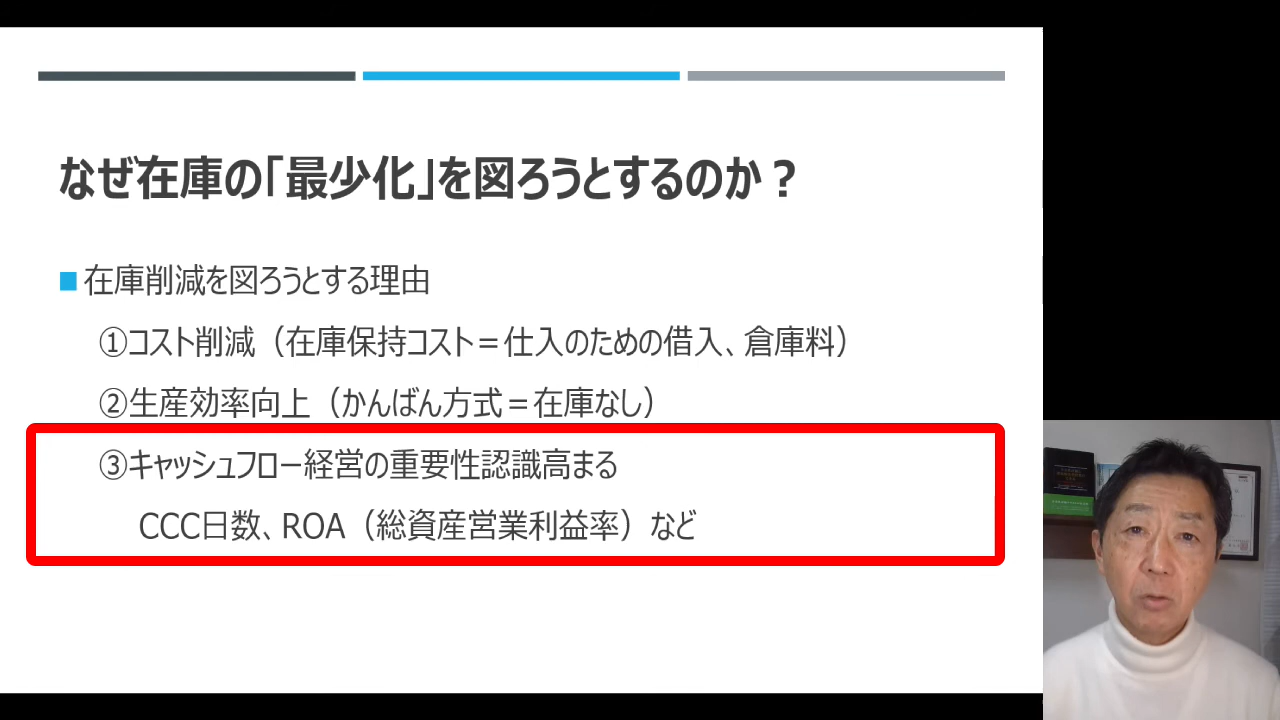 なぜ在庫の「最少化」を図ろうとするのか？
在庫削減を図ろうとする理由
①コスト削減（在庫保持コスト＝仕入のための借入、倉庫料）
②生産効率向上（かんばん方式＝在庫なし）
③キャッシュフロー経営の重要性認識高まる
CCC日数、ROA（総資産営業利益率）など